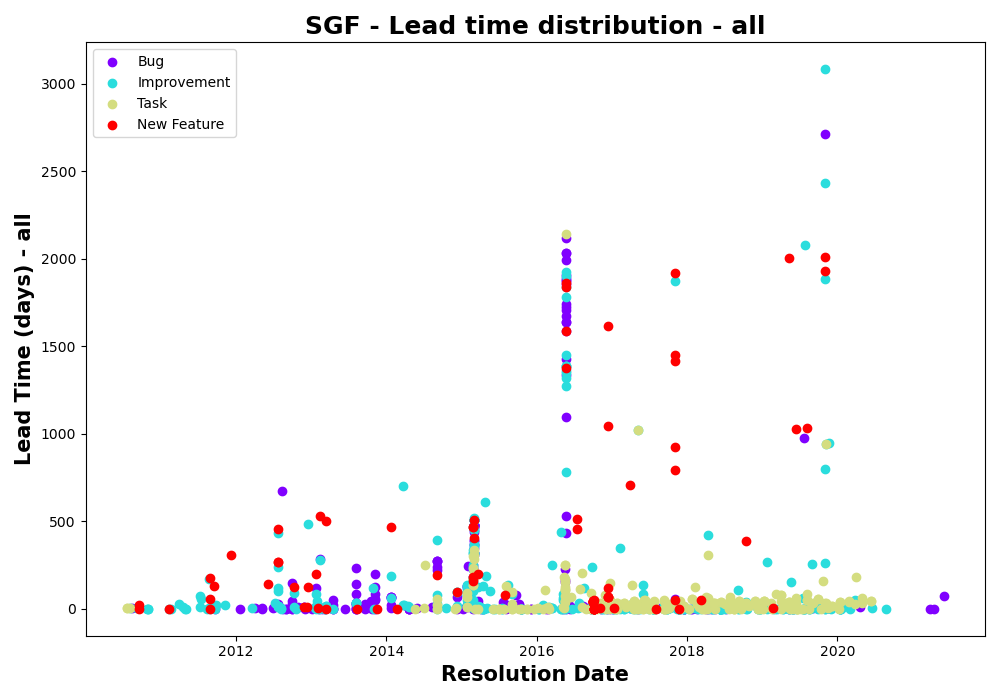 SGF - Lead time distribution - all
Bug
Improvement
Task
New Feature
3000
2500
2000
1500
1000
500
0
Lead Time (days) - all
2012 2014 2016 2018 2020
Resolution Date